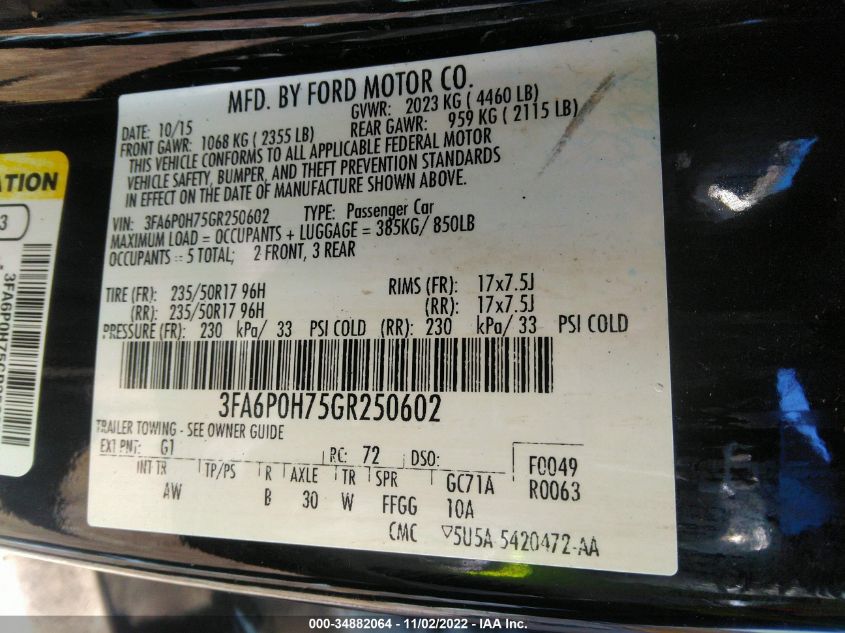 MFD. BY FORD MOTOR CO.
DATE: 10/15 GVWR: 2023 KG ( 4460 LB)
FRONT GAWR: 1068 KG ( 2355 LB) REAR GAWR: 959 KG ( 2115 LB)
THIS VEHICLE CONFORMS TO ALL APPLICABLE FEDERAL MOTOR
VEHICLE SAFETY, BUMPER, AND THEFT PREVENTION STANDARDS
IN EFFECT ON THE DATE OF MANUFACTURE SHOWN ABOVE.
VIN: 3FA6P0H75GR250602 TYPE: Passenger Car
MAXIMUM LOAD = OCCUPANTS + LUGGAGE = 385KG/ 850LB
OCCUPANTS = 5 TOTAL; 2 FRONT, 3 REAR
TIRE (FR): 235/50R17 96H RIMS (FR): 17x7.5J
(RR): 235/50R17 96H (RR): 17x7.5J
PRESSURE (FR): 230 kPa/ 33 PSI COLD (RR): 230 kPa/ 33 PSI COLD
3FA6P0H75GR250602
TRAILER TOWING - SEE OWNER GUIDE
EXT PNT: G1 RC: 72 DSO: F0049
INT TR TP/PS R AXLE TR SPR GC71A R0063
AW B 30 W FFGG 10A
CMC ▽5U5A 5420472-AA
ATION
3
3FA6P0H75GR
000-34882064 - 11/02/2022 - IAA Inc.